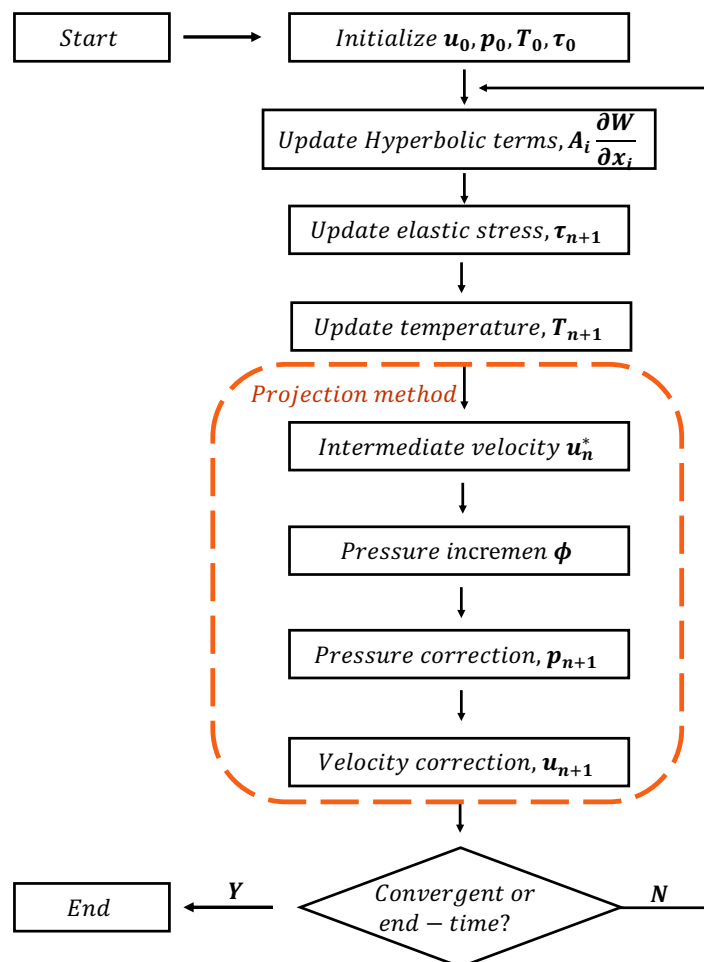 Start
Initialize u₀, p₀, T₀, τ₀
Update Hyperbolic terms, Aᵢ ∂W/∂xᵢ
Update elastic stress, τₙ₊₁
Update temperature, Tₙ₊₁
Projection method
Intermediate velocity u*ₙ
Pressure incremen ϕ
Pressure correction, pₙ₊₁
Velocity correction, uₙ₊₁
Convergent or
end − time?
Y
N
End